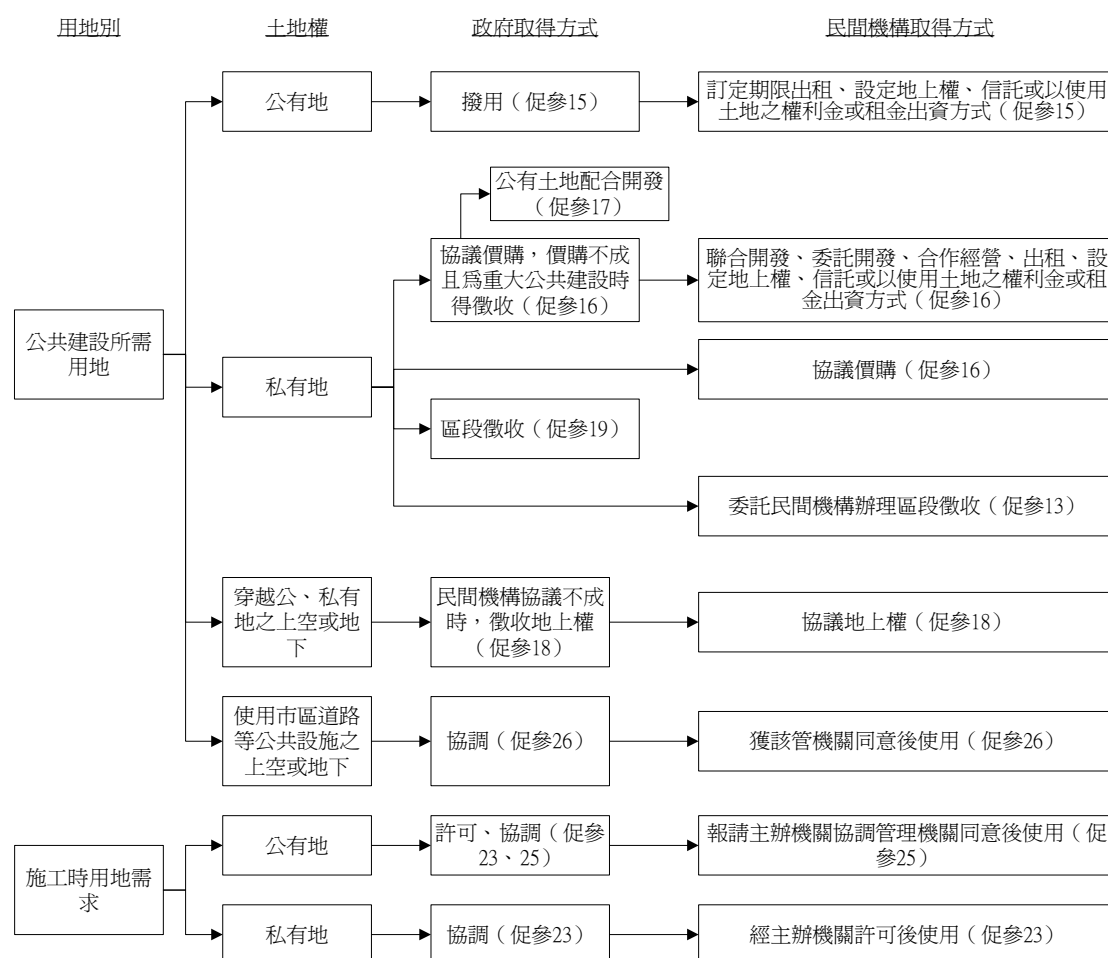 用地別
土地權
政府取得方式
民間機構取得方式
公有地
撥用（促參15）
訂定期限出租、設定地上權、信託或以使用
土地之權利金或租金出資方式（促參15）
公有土地配合開發
（促參17）
協議價購，價購不成
且為重大公共建設時
得徵收（促參16）
聯合開發、委託開發、合作經營、出租、設
定地上權、信託或以使用土地之權利金或租
金出資方式（促參16）
公共建設所需
用地
私有地
協議價購（促參16）
區段徵收（促參19）
委託民間機構辦理區段徵收（促參13）
穿越公、私有
地之上空或地
下
民間機構協議不成
時，徵收地上權
（促參18）
協議地上權（促參18）
使用市區道路
等公共設施之
上空或地下
協調（促參26）
獲該管機關同意後使用（促參26）
施工時用地需
求
公有地
許可、協調（促參
23、25）
報請主辦機關協調管理機關同意後使用（促
參25）
私有地
協調（促參23）
經主辦機關許可後使用（促參23）